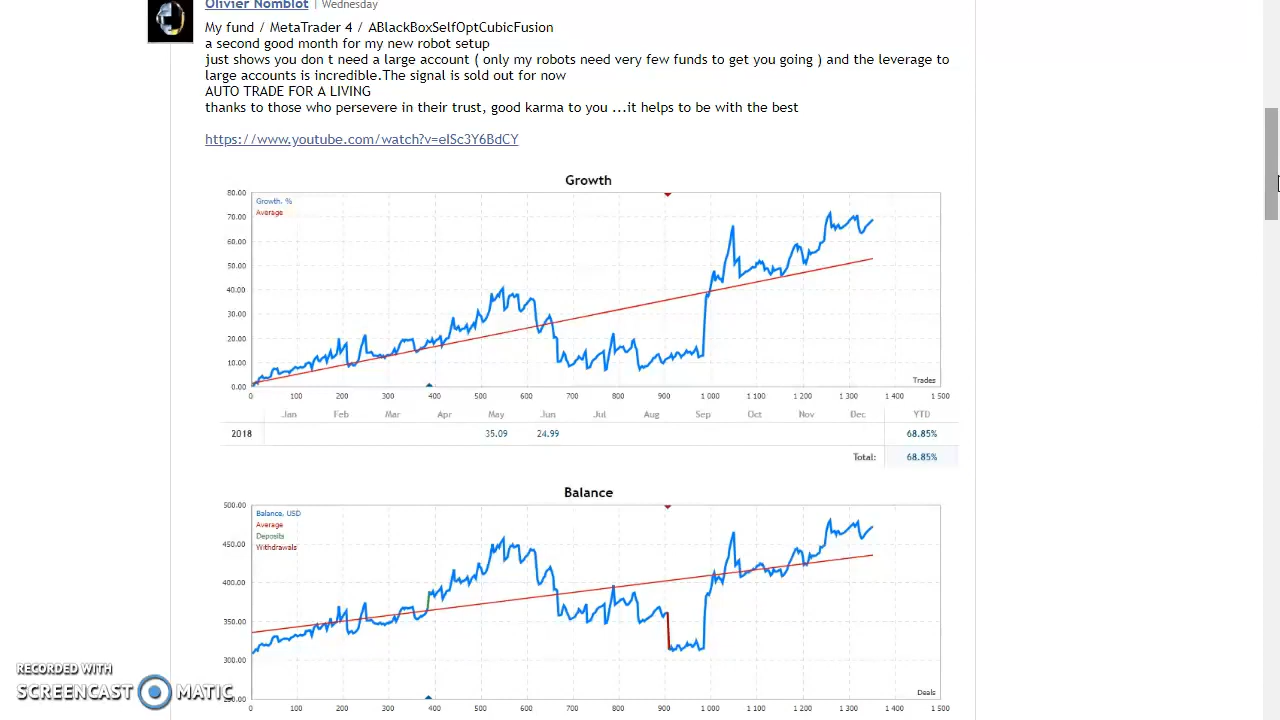 Olivier Nomblot | Wednesday
My fund / MetaTrader 4 / ABlackBoxSelfOptCubicFusion
a second good month for my new robot setup
just shows you don t need a large account ( only my robots need very few funds to get you going ) and the leverage to
large accounts is incredible.The signal is sold out for now
AUTO TRADE FOR A LIVING
thanks to those who persevere in their trust, good karma to you ...it helps to be with the best
https://www.youtube.com/watch?v=elSc3Y6BdCY
Growth
80.00
Growth, %
Average
70.00
60.00
50.00
40.00
30.00
20.00
10.00
0.00
Trades
0 100 200 300 400 500 600 700 800 900 1 000 1 100 1 200 1 300 1 400 1 500
Jan Feb Mar Apr May Jun Jul Aug Sep Oct Nov Dec YTD
2018 35.09 24.99 68.85%
Total: 68.85%
Balance
500.00
Balance, USD
Average
Deposits
Withdrawals
450.00
400.00
350.00
300.00
Deals
0 100 200 300 400 500 600 700 800 900 1 000 1 100 1 200 1 300 1 400 1 500
RECORDED WITH
SCREENCAST MATIC